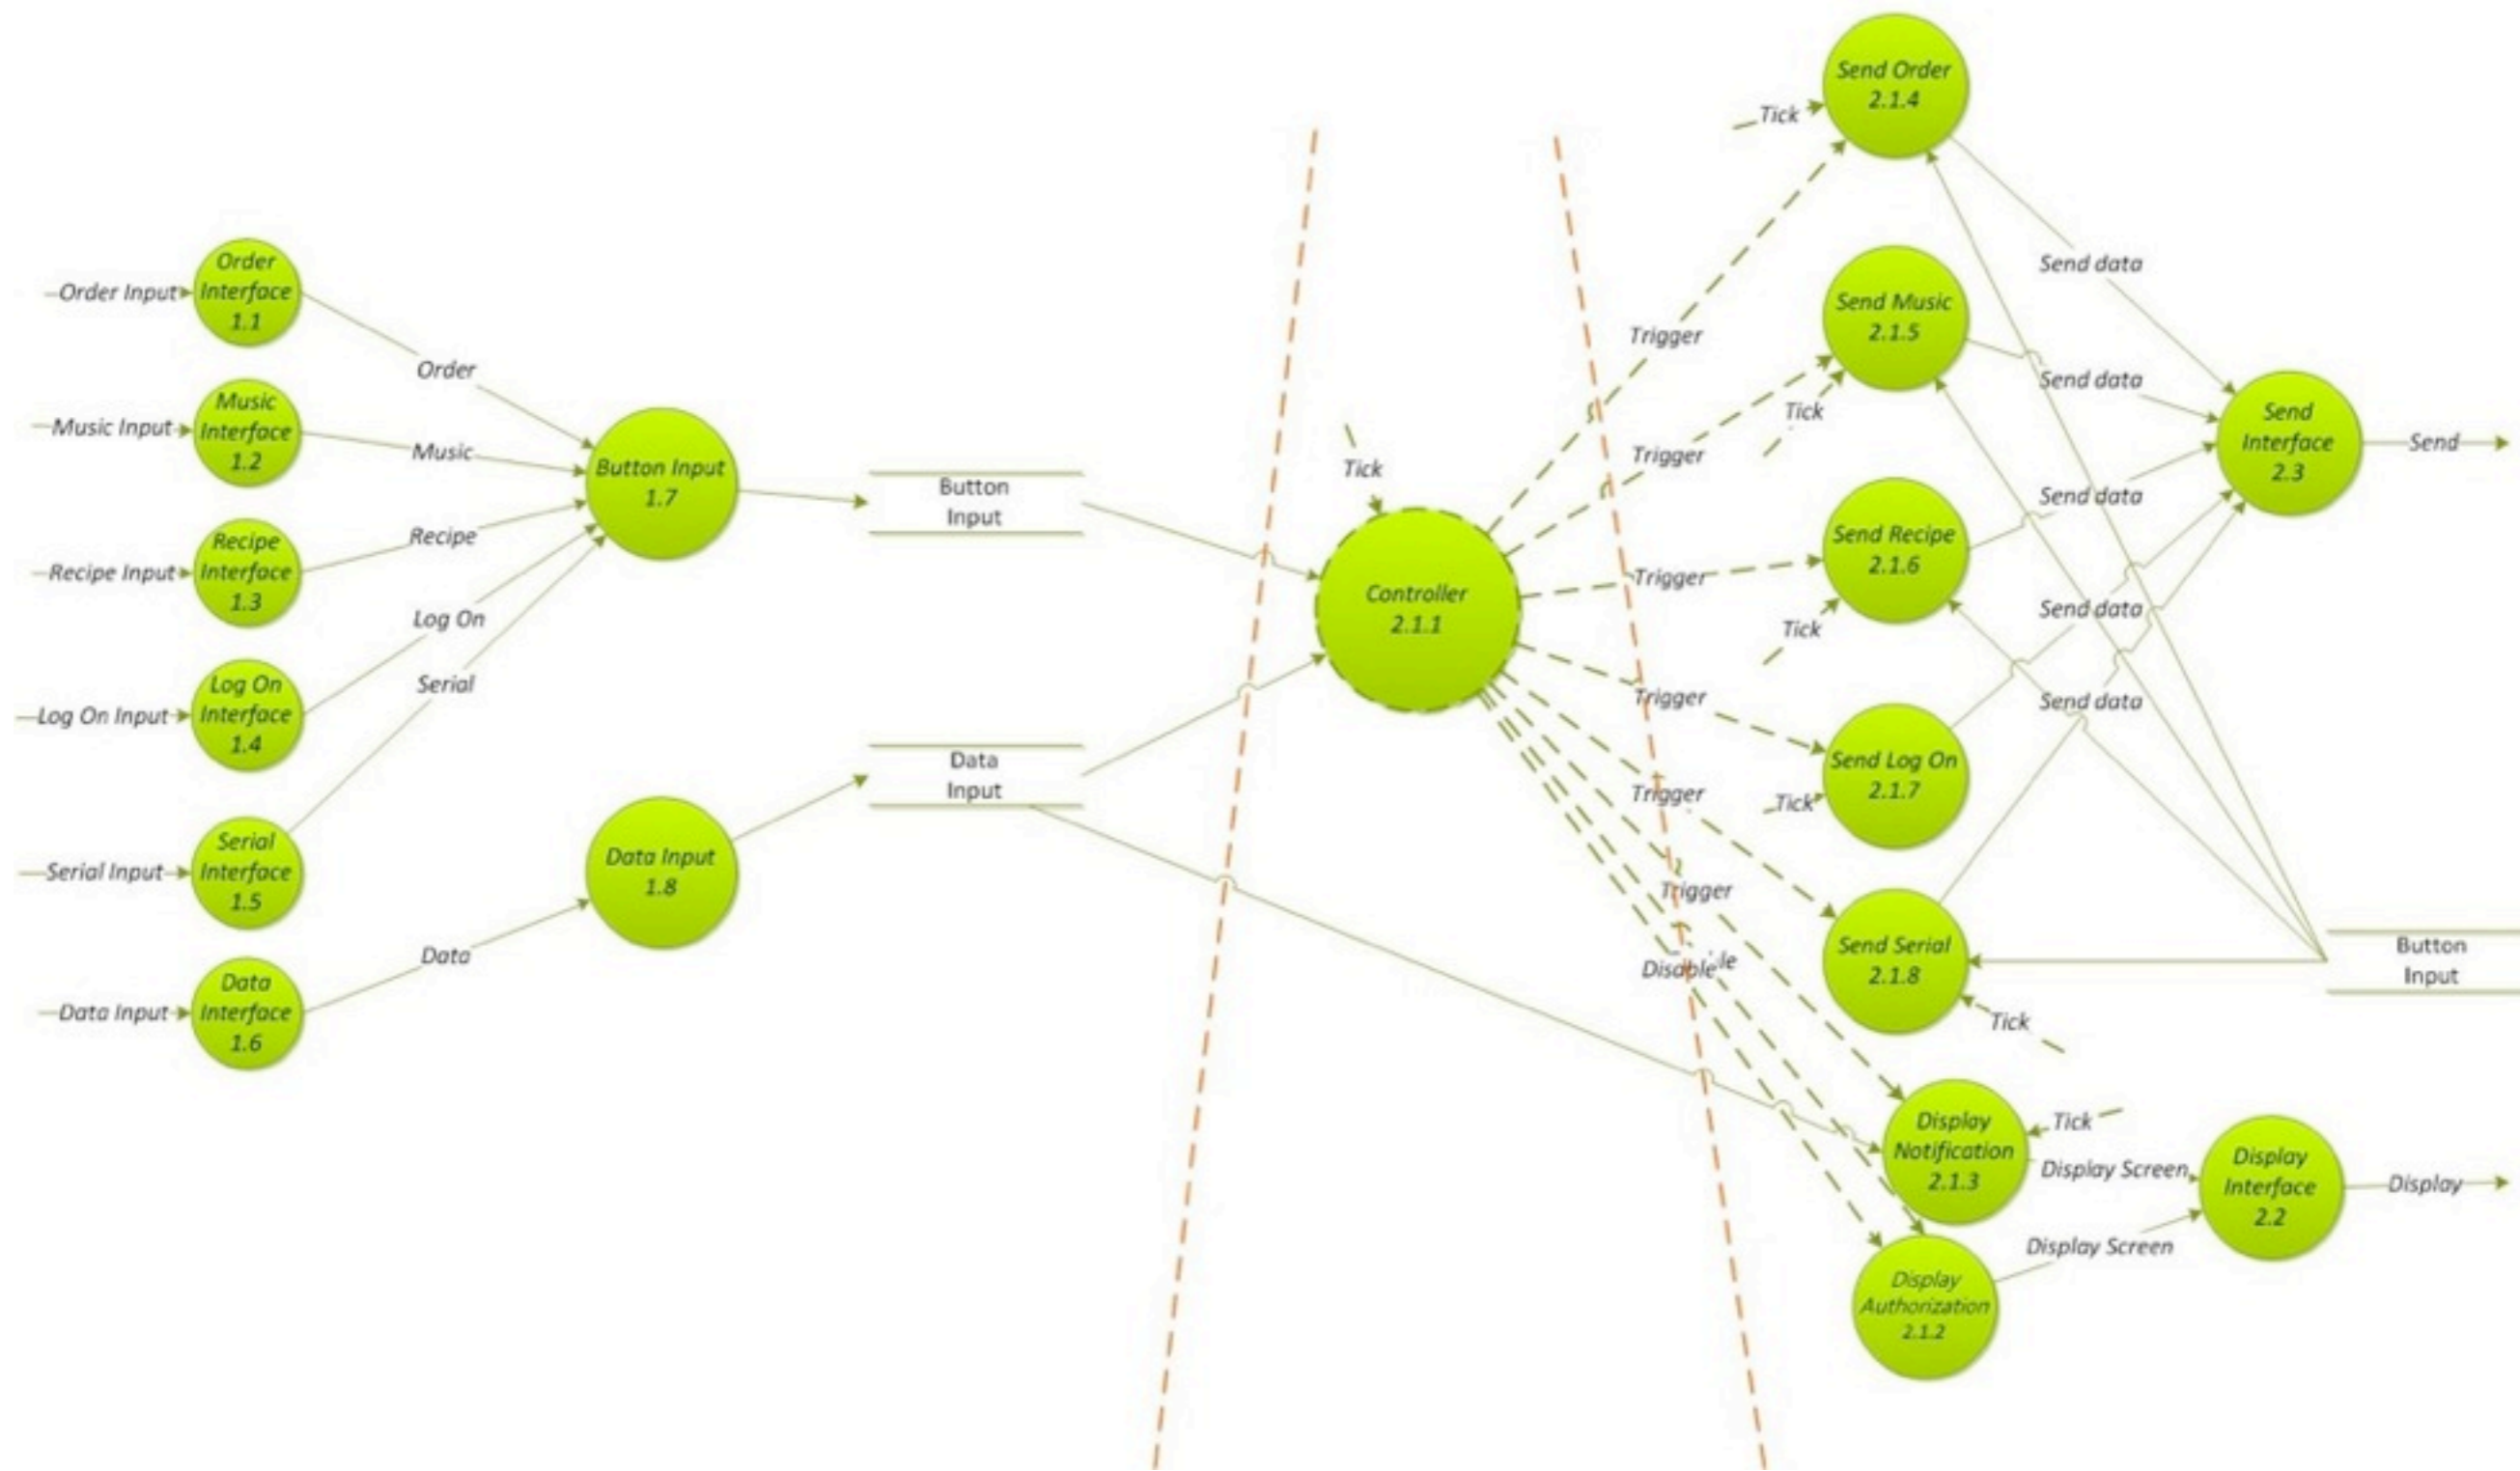 Order Input
Order
Interface
1.1
Order
Music Input
Music
Interface
1.2
Music
Recipe Input
Recipe
Interface
1.3
Recipe
Log On Input
Log On
Interface
1.4
Log On
Serial Input
Serial
Interface
1.5
Serial
Data Input
Data
Interface
1.6
Data
Button Input
1.7
Data Input
1.8
Button
Input
Data
Input
Tick
Controller
2.1.1
Trigger
Trigger
Trigger
Trigger
Trigger
Trigger
Disable
Tick
Send Order
2.1.4
Send Music
2.1.5
Tick
Send Recipe
2.1.6
Tick
Send Log On
2.1.7
Tick
Send Serial
2.1.8
Tick
Display
Notification
2.1.3
Tick
Display
Authorization
2.1.2
Send data
Send data
Send data
Send data
Send data
Send
Interface
2.3
Send
Button
Input
Display Screen
Display Screen
Display
Interface
2.2
Display